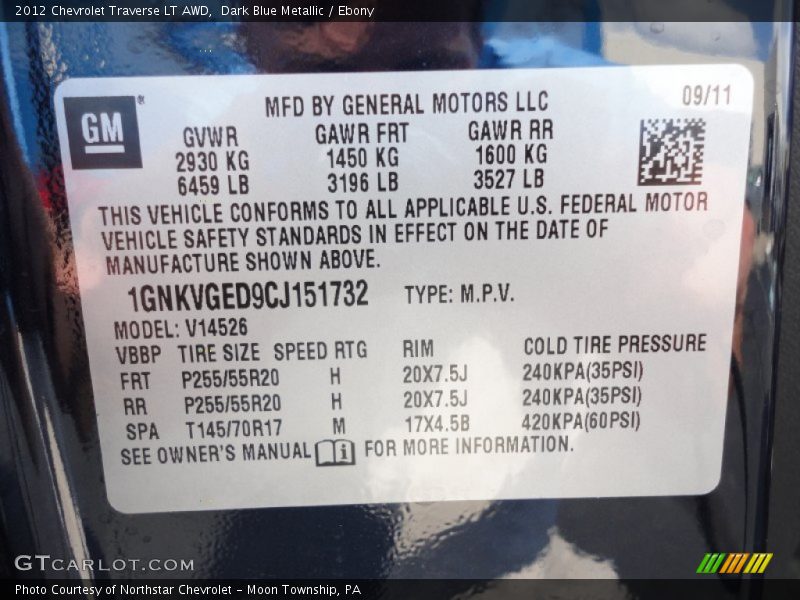 2012 Chevrolet Traverse LT AWD, Dark Blue Metallic / Ebony
GM®
MFD BY GENERAL MOTORS LLC
09/11
GVWR GAWR FRT GAWR RR
2930 KG 1450 KG 1600 KG
6459 LB 3196 LB 3527 LB
THIS VEHICLE CONFORMS TO ALL APPLICABLE U.S. FEDERAL MOTOR
VEHICLE SAFETY STANDARDS IN EFFECT ON THE DATE OF
MANUFACTURE SHOWN ABOVE.
1GNKVGED9CJ151732 TYPE: M.P.V.
MODEL: V14526
VBBP TIRE SIZE SPEED RTG RIM COLD TIRE PRESSURE
FRT P255/55R20 H 20X7.5J 240KPA(35PSI)
RR P255/55R20 H 20X7.5J 240KPA(35PSI)
SPA T145/70R17 M 17X4.5B 420KPA(60PSI)
SEE OWNER'S MANUAL i FOR MORE INFORMATION.
GTCARLOT.COM
Photo Courtesy of Northstar Chevrolet - Moon Township, PA